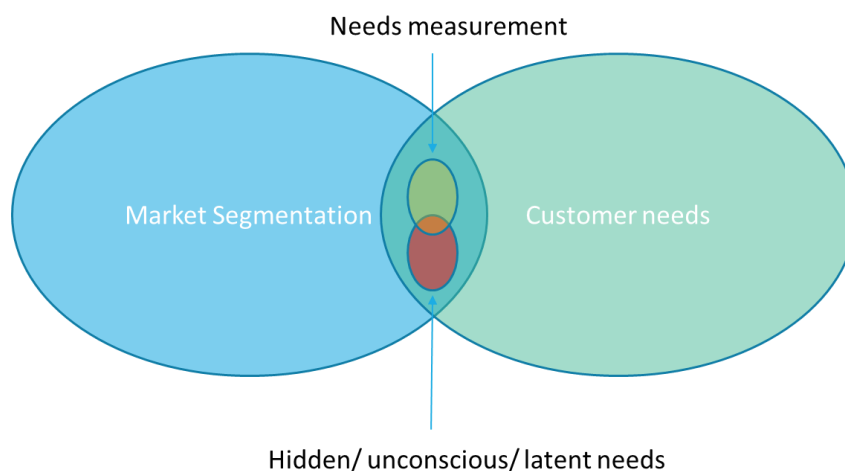 Needs measurement
Market Segmentation
Customer needs
Hidden/ unconscious/ latent needs